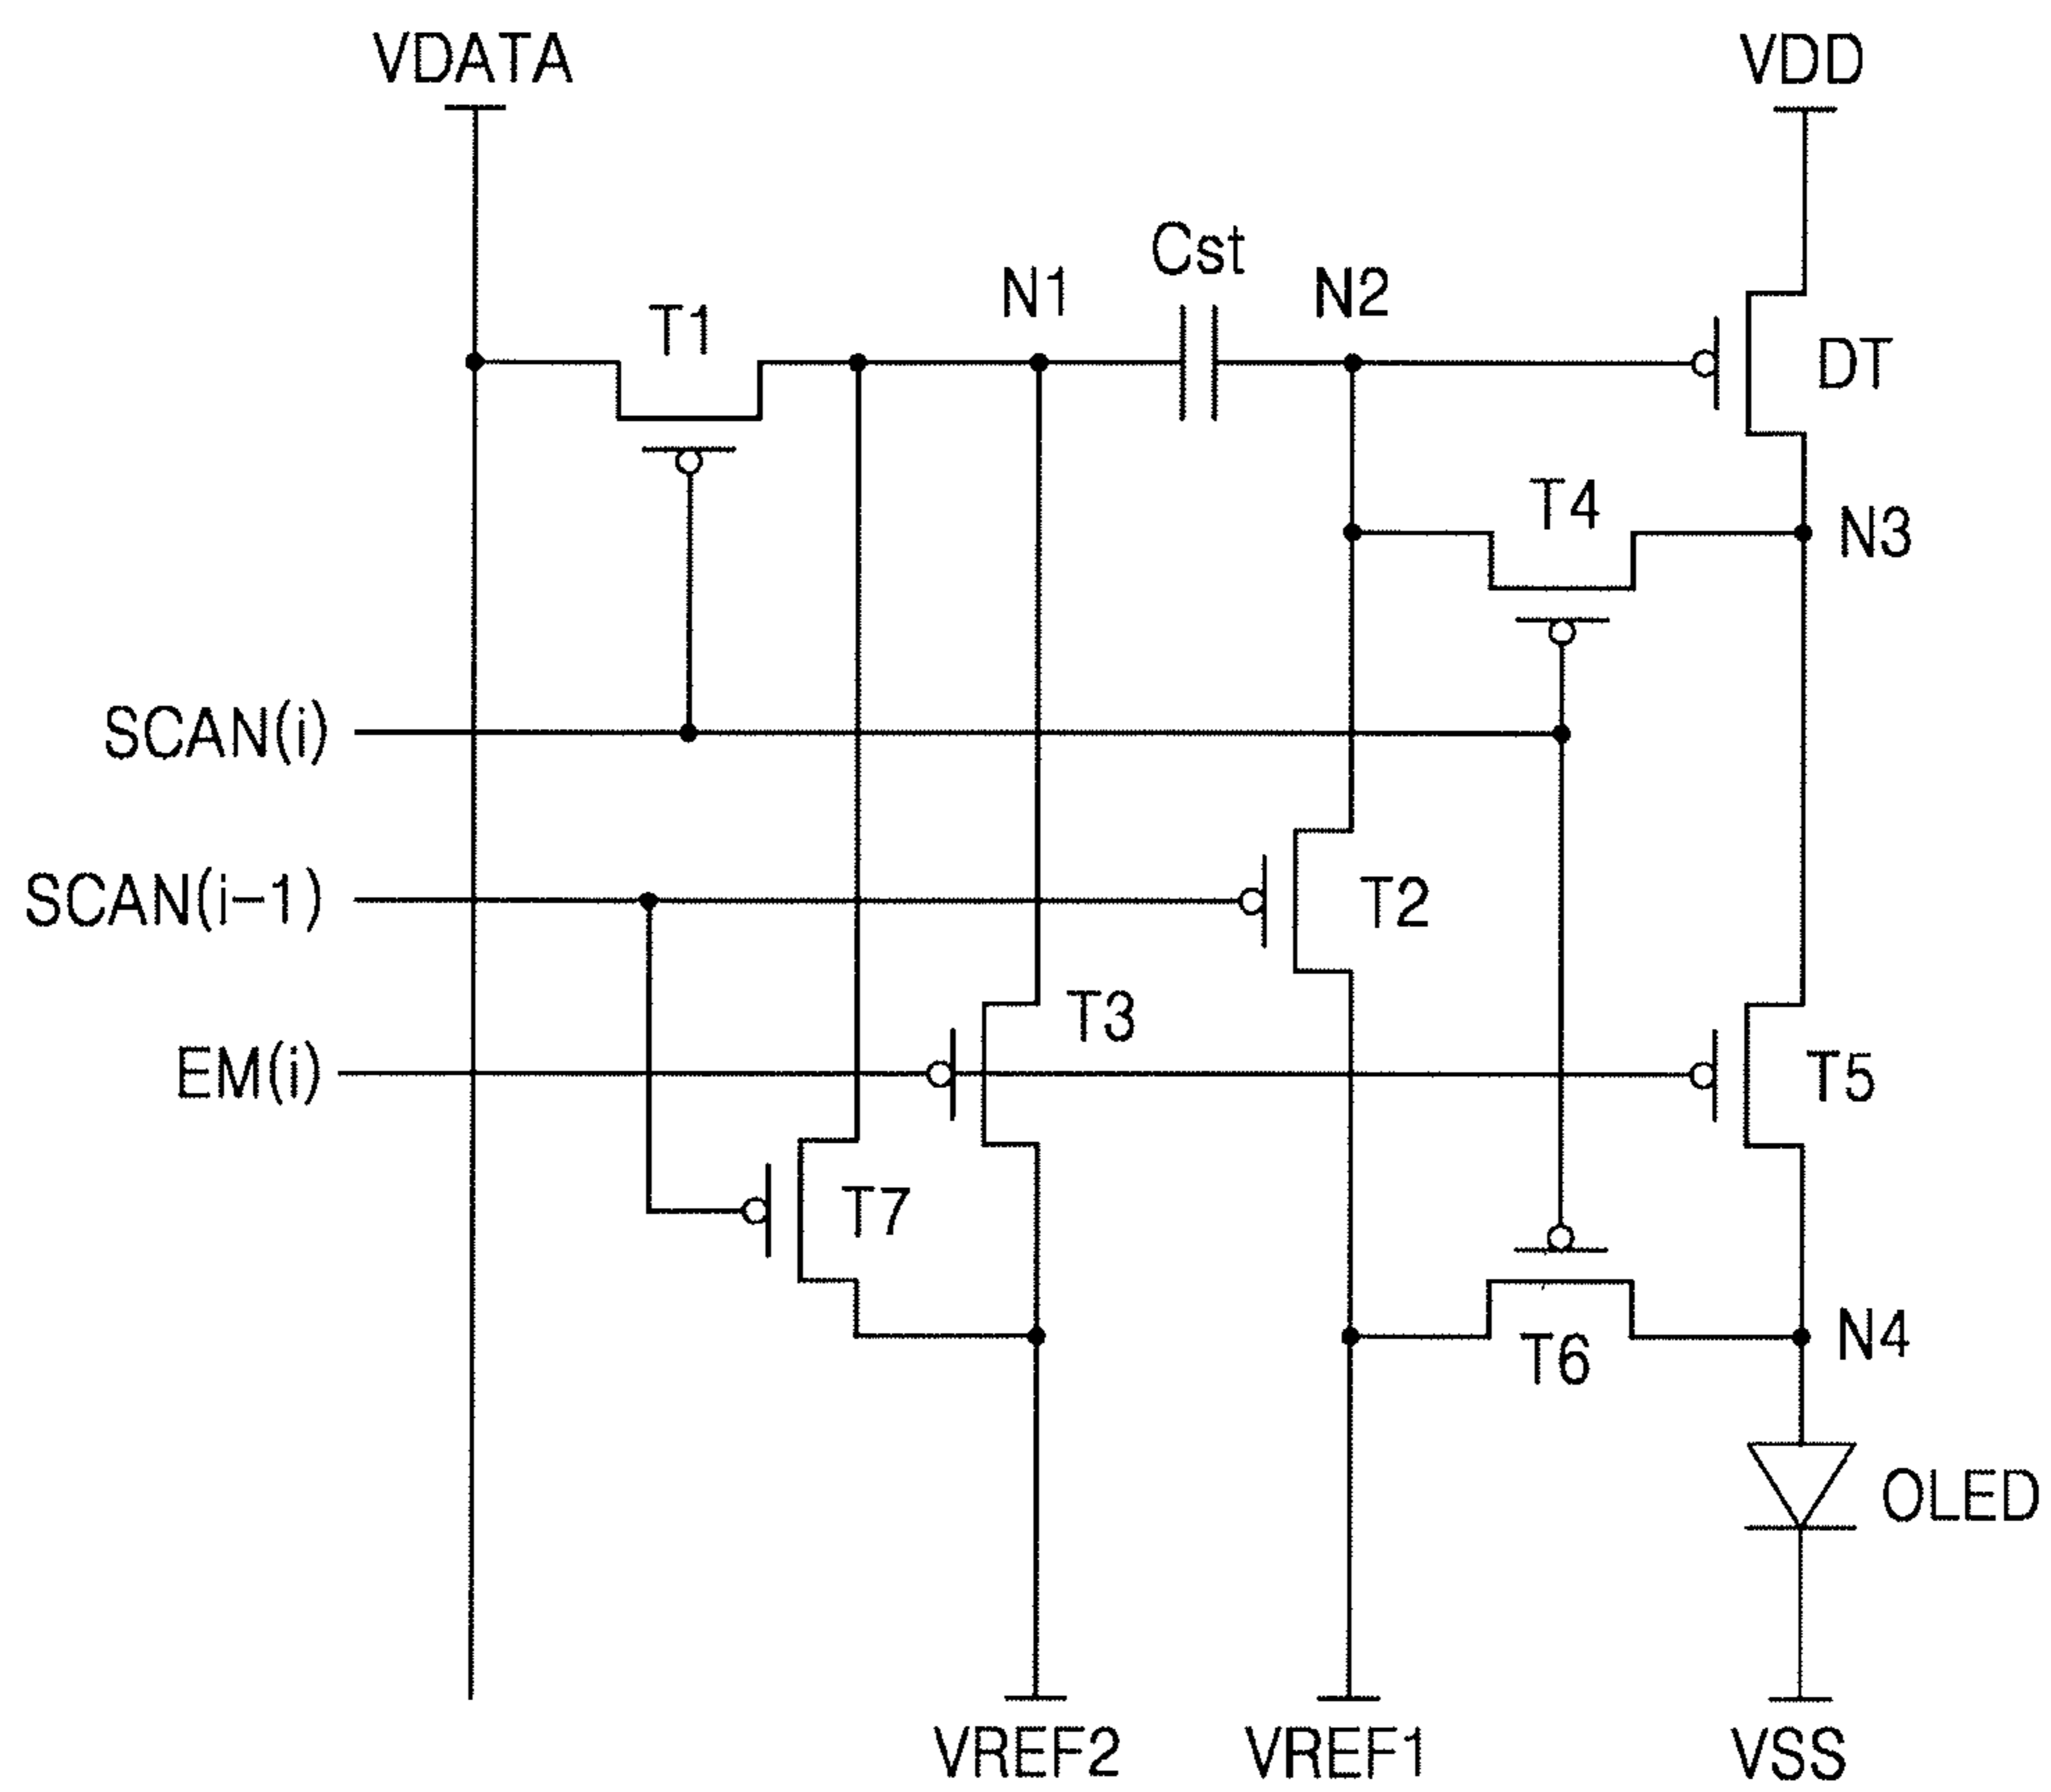 VDATA
VDD
Cst
N1
N2
T1
DT
T4
N3
SCAN(i)
SCAN(i-1)
T2
T3
EM(i)
T5
T7
N4
T6
OLED
VREF2
VREF1
VSS